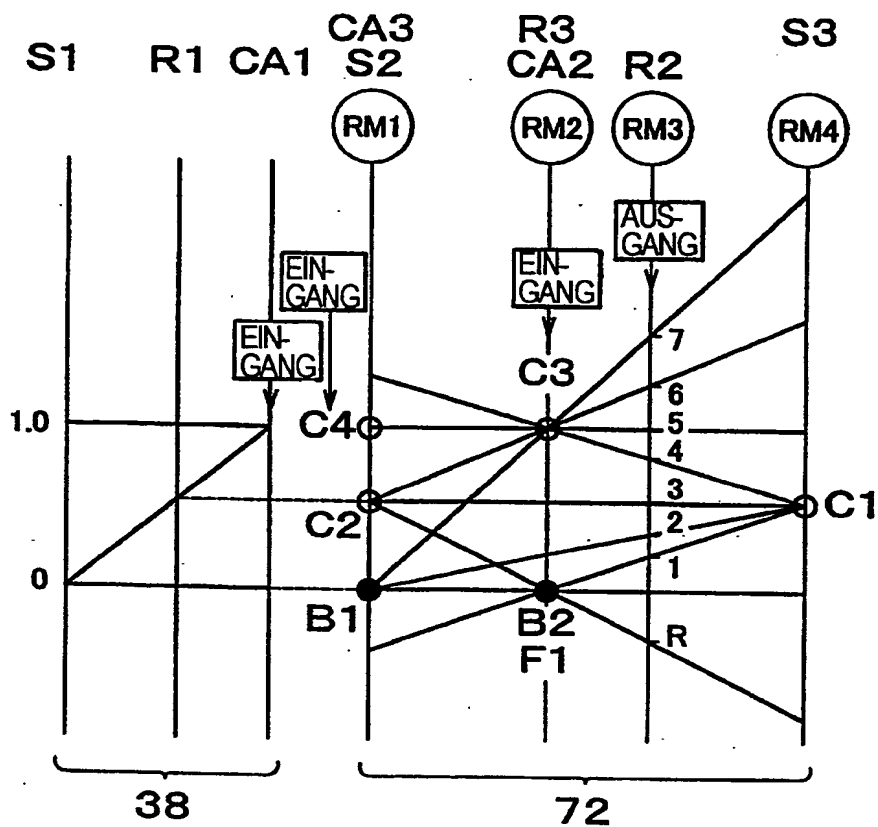 CA3 R3 S3
S1 R1 CA1 S2 CA2 R2
RM1 RM2 RM3 RM4
AUS-
GANG
EIN-
GANG
EIN-
GANG
EIN-
GANG
7
C3
6
1.0
C4
5
4
3
C2
C1
2
0
1
B1
B2
F1
R
38
72